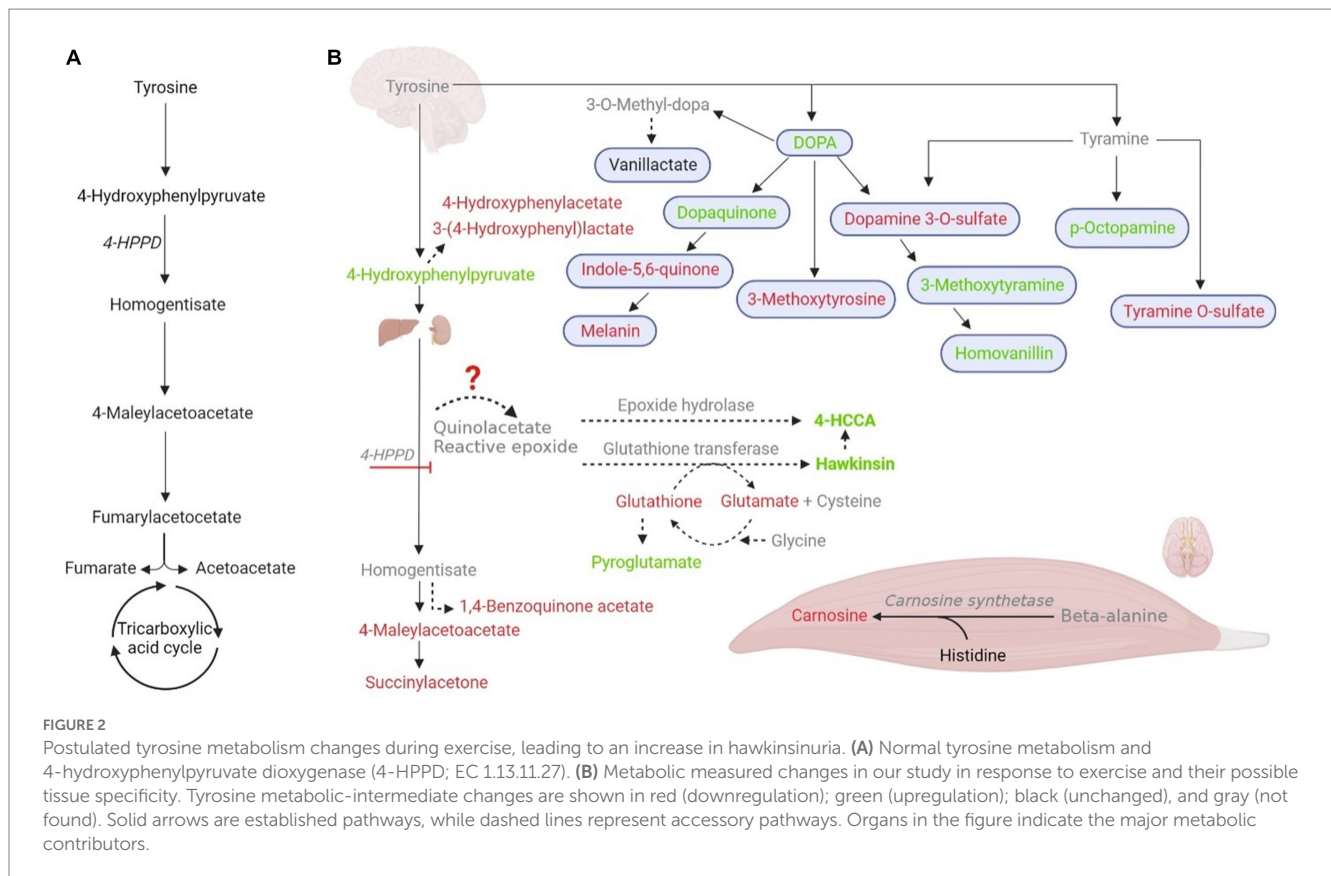 A
Tyrosine
4-Hydroxyphenylpyruvate
4-HPPD
Homogentisate
4-Maleylacetoacetate
Fumarylacetocetate
Fumarate
Acetoacetate
Tricarboxylic
acid cycle
B
Tyrosine
3-O-Methyl-dopa
DOPA
Tyramine
Vanillactate
4-Hydroxyphenylacetate
3-(4-Hydroxyphenyl)lactate
4-Hydroxyphenylpyruvate
Dopaquinone
Dopamine 3-O-sulfate
p-Octopamine
Indole-5,6-quinone
3-Methoxytyrosine
3-Methoxytyramine
Tyramine O-sulfate
Melanin
Homovanillin
?
Quinolacetate
Reactive epoxide
Epoxide hydrolase
4-HCCA
4-HPPD
Glutathione transferase
Hawkinsin
Glutathione
Glutamate + Cysteine
Glycine
Pyroglutamate
Homogentisate
1,4-Benzoquinone acetate
4-Maleylacetoacetate
Succinylacetone
Carnosine
Carnosine synthetase
Beta-alanine
Histidine
FIGURE 2
Postulated tyrosine metabolism changes during exercise, leading to an increase in hawkinsinuria. (A) Normal tyrosine metabolism and
4-hydroxyphenylpyruvate dioxygenase (4-HPPD; EC 1.13.11.27). (B) Metabolic measured changes in our study in response to exercise and their possible
tissue specificity. Tyrosine metabolic-intermediate changes are shown in red (downregulation); green (upregulation); black (unchanged), and gray (not
found). Solid arrows are established pathways, while dashed lines represent accessory pathways. Organs in the figure indicate the major metabolic
contributors.